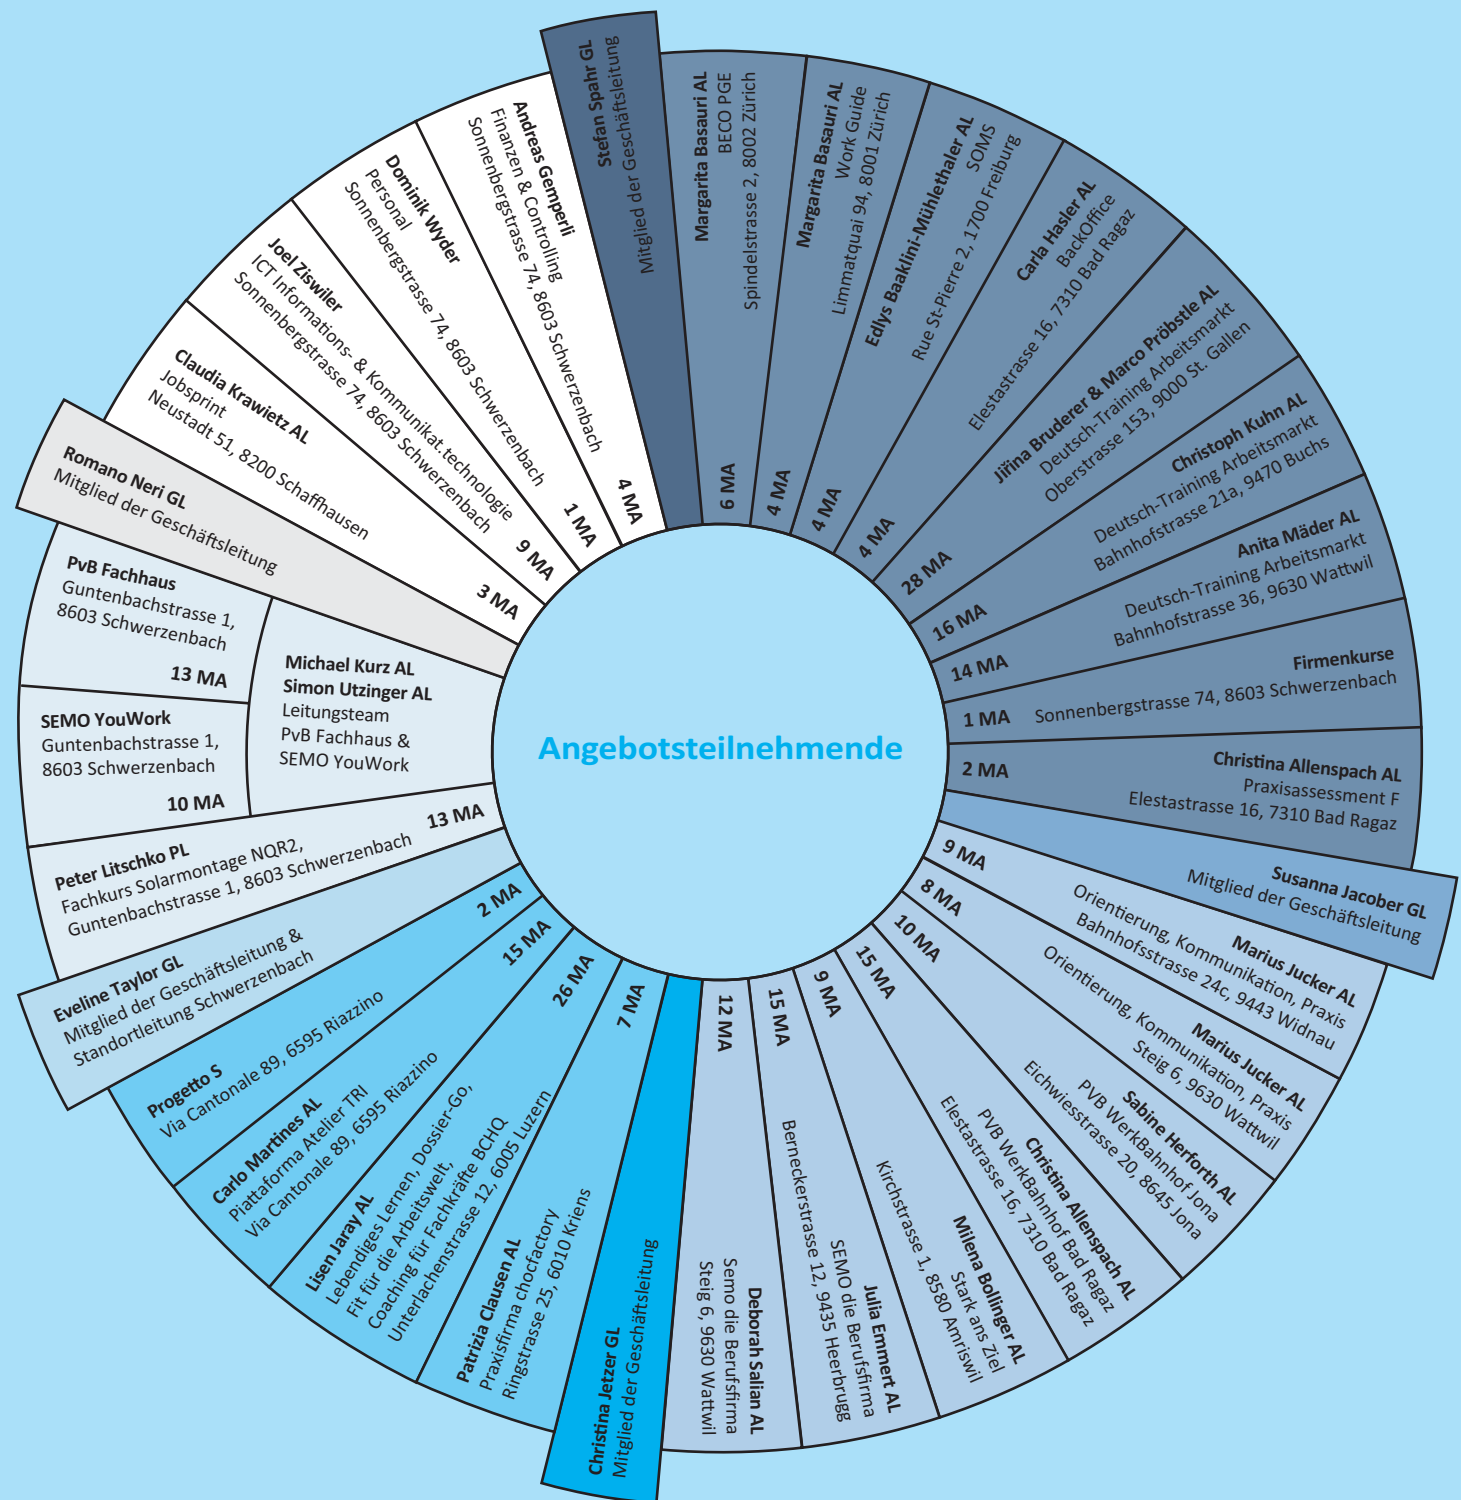 Angebotsteilnehmende
Stefan Spahr GL
Mitglied der Geschäftsleitung
Margarita Basauri AL
BECO PGE
Spindelstrasse 2, 8002 Zürich
6 MA
Margarita Basauri AL
Work Guide
Limmatquai 94, 8001 Zürich
4 MA
Edlys Baaklini-Mühlethaler AL
SOMS
Rue St-Pierre 2, 1700 Freiburg
4 MA
Carla Hasler AL
BackOffice
Elestastrasse 16, 7310 Bad Ragaz
4 MA
Jiřina Bruderer & Marco Pröbstle AL
Deutsch-Training Arbeitsmarkt
Oberstrasse 153, 9000 St. Gallen
28 MA
Christoph Kuhn AL
Deutsch-Training Arbeitsmarkt
Bahnhofstrasse 21a, 9470 Buchs
16 MA
Anita Mäder AL
Deutsch-Training Arbeitsmarkt
Bahnhofstrasse 36, 9630 Wattwil
14 MA
Firmenkurse
Sonnenbergstrasse 74, 8603 Schwerzenbach
1 MA
Christina Allenspach AL
Praxisassessment F
Elestastrasse 16, 7310 Bad Ragaz
2 MA
Susanna Jacober GL
Mitglied der Geschäftsleitung
Marius Jucker AL
Orientierung, Kommunikation, Praxis
Bahnhofsstrasse 24c, 9443 Widnau
9 MA
Marius Jucker AL
Orientierung, Kommunikation, Praxis
Steig 6, 9630 Wattwil
8 MA
Sabine Herforth AL
PVB WerkBahnhof Jona
Eichwiesstrasse 20, 8645 Jona
10 MA
Christina Allenspach AL
PVB WerkBahnhof Bad Ragaz
Elestastrasse 16, 7310 Bad Ragaz
15 MA
Milena Bollinger AL
Stark ans Ziel
Kirchstrasse 1, 8580 Amriswil
9 MA
Julia Emmert AL
SEMO die Berufsfirma
Berneckerstrasse 12, 9435 Heerbrugg
15 MA
Deborah Salian AL
Semo die Berufsfirma
Steig 6, 9630 Wattwil
12 MA
Christina Jetzer GL
Mitglied der Geschäftsleitung
Patrizia Clausen AL
Praxisfirma chocfactory
Ringstrasse 25, 6010 Kriens
7 MA
Lisen Jaray AL
Lebendiges Lernen, Dossier-Go,
Fit für die Arbeitswelt,
Coaching für Fachkräfte BCHQ
Unterlachenstrasse 12, 6005 Luzern
26 MA
Carlo Martines AL
Piattaforma Atelier TRI
Via Cantonale 89, 6595 Riazzino
15 MA
Progetto S
Via Cantonale 89, 6595 Riazzino
2 MA
Eveline Taylor GL
Mitglied der Geschäftsleitung &
Standortleitung Schwerzenbach
Peter Litschko PL
Fachkurs Solarmontage NQR2,
Guntenbachstrasse 1, 8603 Schwerzenbach
13 MA
SEMO YouWork
Guntenbachstrasse 1,
8603 Schwerzenbach
10 MA
PvB Fachhaus
Guntenbachstrasse 1,
8603 Schwerzenbach
13 MA
Michael Kurz AL
Simon Utzinger AL
Leitungsteam
PvB Fachhaus &
SEMO YouWork
Romano Neri GL
Mitglied der Geschäftsleitung
Claudia Krawietz AL
Jobsprint
Neustadt 51, 8200 Schaffhausen
3 MA
Joel Ziswiler
ICT Informations- & Kommunikat.technologie
Sonnenbergstrasse 74, 8603 Schwerzenbach
9 MA
Dominik Wyder
Personal
Sonnenbergstrasse 74, 8603 Schwerzenbach
1 MA
Andreas Gemperli
Finanzen & Controlling
Sonnenbergstrasse 74, 8603 Schwerzenbach
4 MA